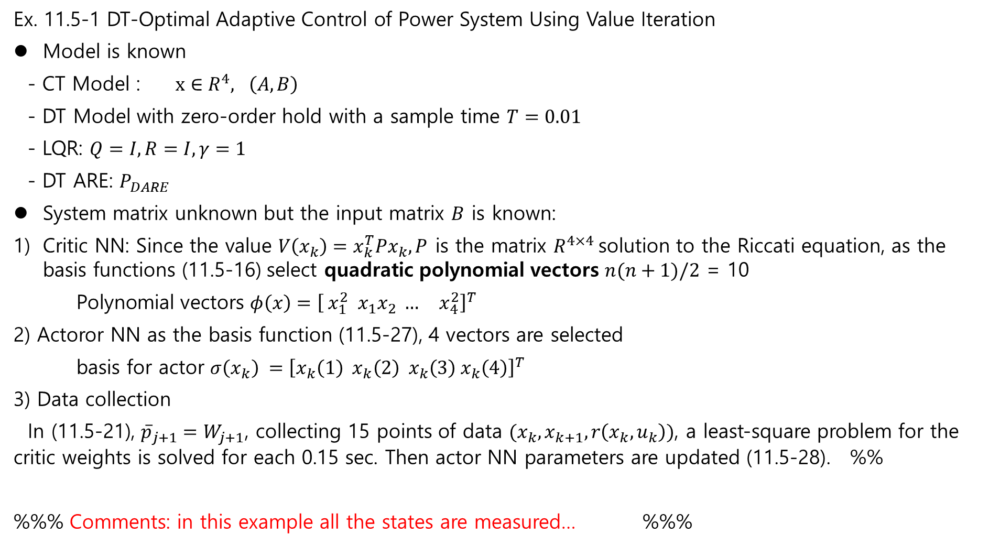 Ex. 11.5-1 DT-Optimal Adaptive Control of Power System Using Value Iteration
● Model is known
- CT Model : x ∈ R⁴, (A, B)
- DT Model with zero-order hold with a sample time T = 0.01
- LQR: Q = I, R = I, γ = 1
- DT ARE: P_{DARE}
● System matrix unknown but the input matrix B is known:
1) Critic NN: Since the value V(x_k) = x_k^T P x_k, P is the matrix R^{4×4} solution to the Riccati equation, as the
basis functions (11.5-16) select quadratic polynomial vectors n(n + 1)/2 = 10
Polynomial vectors ϕ(x) = [ x_1^2 x_1x_2 ... x_4^2]^T
2) Actoror NN as the basis function (11.5-27), 4 vectors are selected
basis for actor σ(x_k) = [x_k(1) x_k(2) x_k(3) x_k(4)]^T
3) Data collection
In (11.5-21), p̄_{j+1} = W_{j+1}, collecting 15 points of data (x_k, x_{k+1}, r(x_k, u_k)), a least-square problem for the
critic weights is solved for each 0.15 sec. Then actor NN parameters are updated (11.5-28). %%
%%% Comments: in this example all the states are measured... %%%